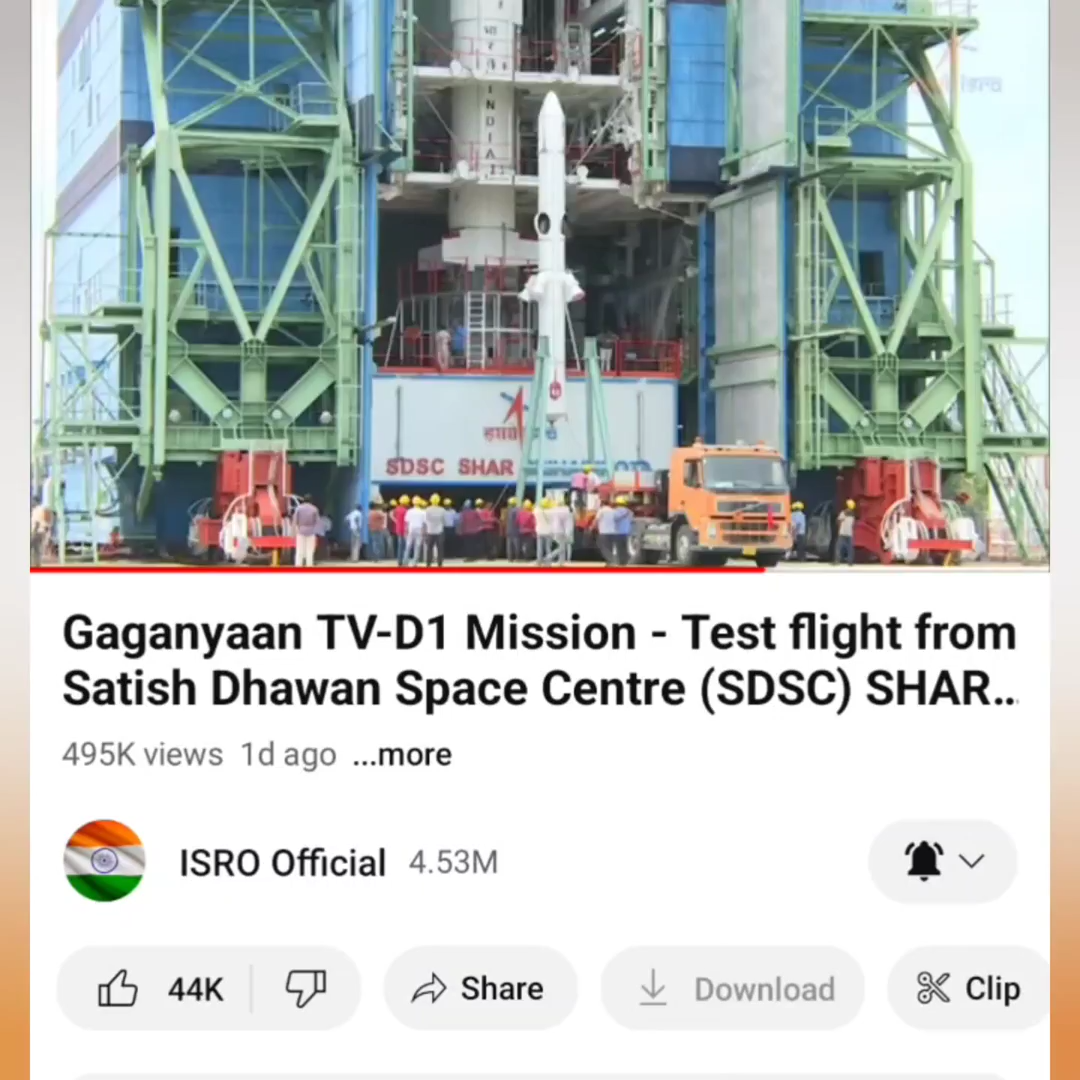 INDIA
isro
SDSC SHAR
Gaganyaan TV-D1 Mission - Test flight from
Satish Dhawan Space Centre (SDSC) SHAR...
495K views 1d ago ...more
ISRO Official 4.53M
44K Share Download Clip